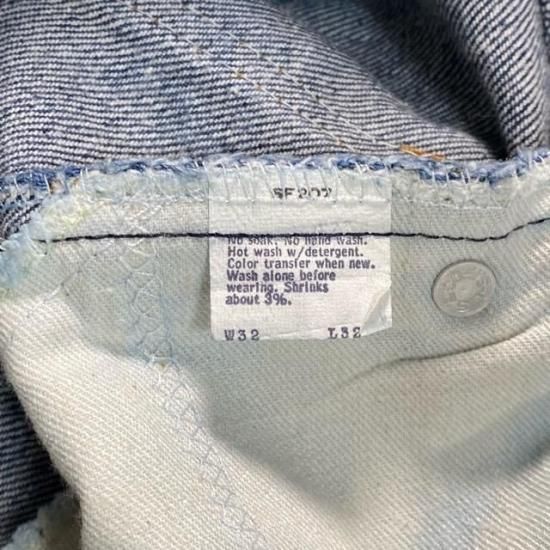 SF207
No soak, No hand wash.
Hot wash w/detergent.
Color transfer when new.
Wash alone before
wearing. Shrinks
about 3%.
W32 L32